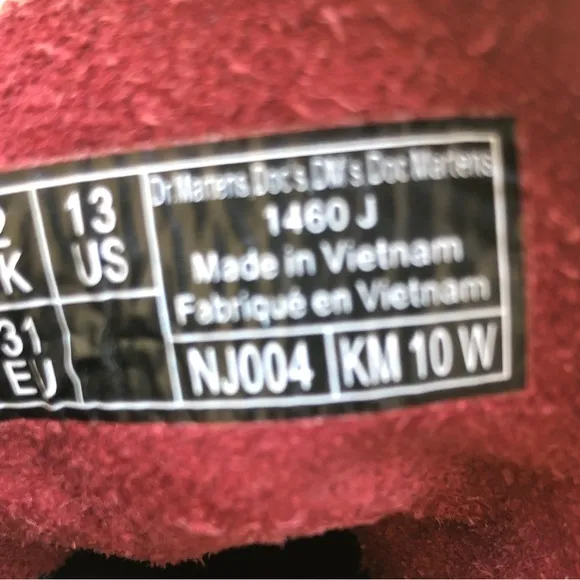 13
US
K
31
EU
Dr.Martens,Doc's,DM's,Doc Martens
1460 J
Made in Vietnam
Fabriqué en Vietnam
NJ004
KM 10 W